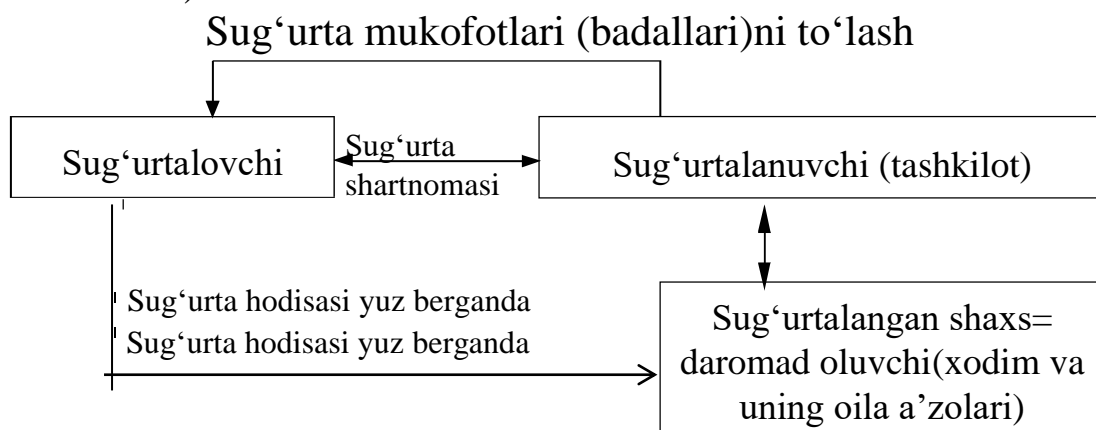 )
Sug‘urta mukofotlari (badallari)ni to‘lash
Sug‘urtalovchi
Sug‘urta
shartnomasi
Sug‘urtalanuvchi (tashkilot)
Sug‘urta hodisasi yuz berganda
Sug‘urta hodisasi yuz berganda
Sug‘urtalangan shaxs=
daromad oluvchi(xodim va
uning oila a’zolari)